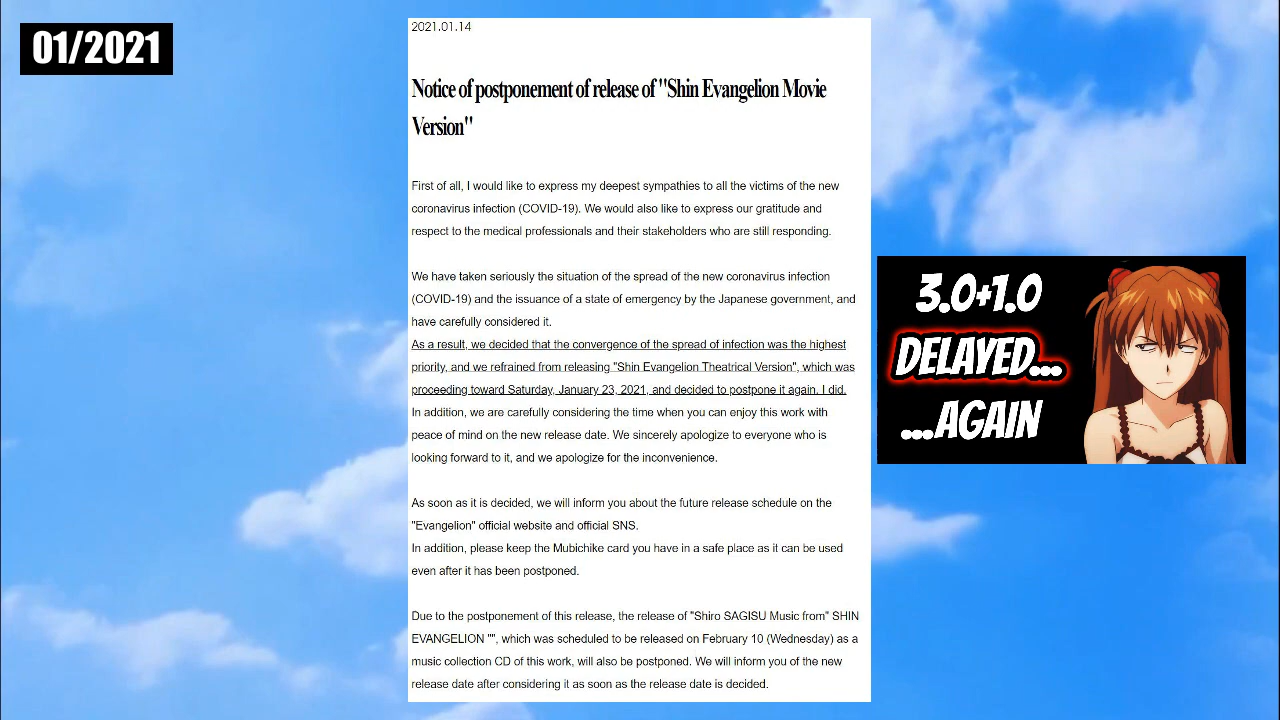 01/2021
2021.01.14
Notice of postponement of release of "Shin Evangelion Movie
Version"
First of all, I would like to express my deepest sympathies to all the victims of the new
coronavirus infection (COVID-19). We would also like to express our gratitude and
respect to the medical professionals and their stakeholders who are still responding.
We have taken seriously the situation of the spread of the new coronavirus infection
(COVID-19) and the issuance of a state of emergency by the Japanese government, and
have carefully considered it.
As a result, we decided that the convergence of the spread of infection was the highest
priority, and we refrained from releasing "Shin Evangelion Theatrical Version", which was
proceeding toward Saturday, January 23, 2021, and decided to postpone it again. I did.
In addition, we are carefully considering the time when you can enjoy this work with
peace of mind on the new release date. We sincerely apologize to everyone who is
looking forward to it, and we apologize for the inconvenience.
As soon as it is decided, we will inform you about the future release schedule on the
"Evangelion" official website and official SNS.
In addition, please keep the Mubichike card you have in a safe place as it can be used
even after it has been postponed.
Due to the postponement of this release, the release of "Shiro SAGISU Music from" SHIN
EVANGELION "", which was scheduled to be released on February 10 (Wednesday) as a
music collection CD of this work, will also be postponed. We will inform you of the new
release date after considering it as soon as the release date is decided.
3.0+1.0
DELAYED...
...AGAIN